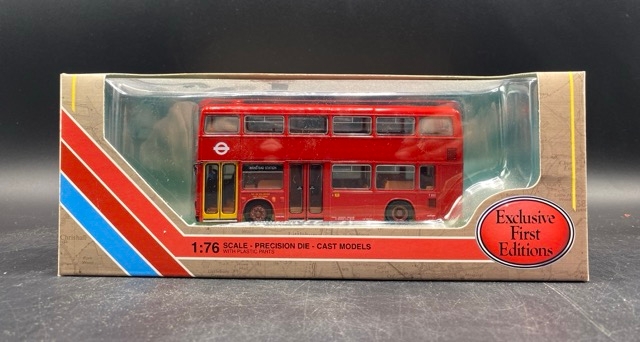 1:76 SCALE - PRECISION DIE - CAST MODELS
WITH PLASTIC PARTS
Exclusive
First
Editions